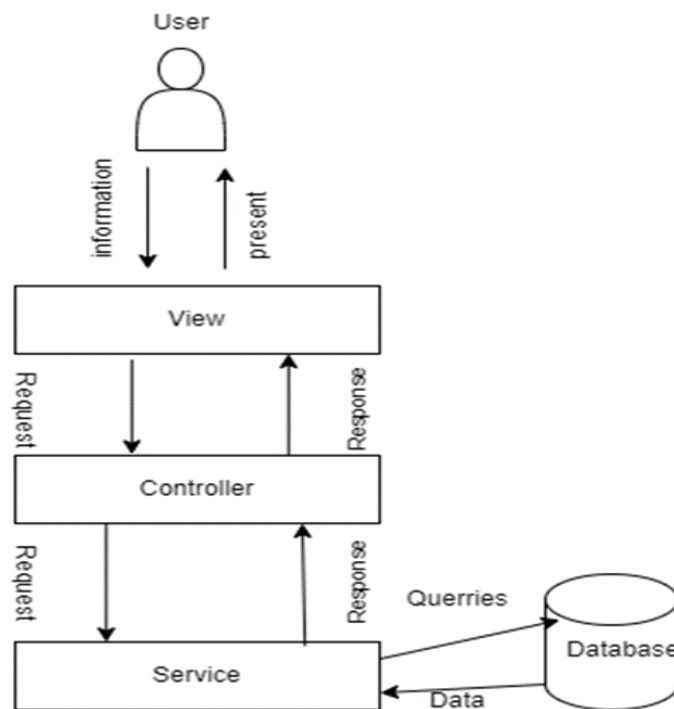 User
information
present
View
Request
Response
Controller
Request
Response
Querries
Database
Service
Data